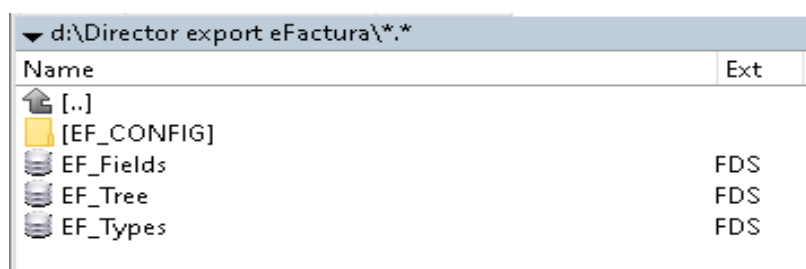 d:\Director export eFactura\*.*
Name Ext
[..]
[EF_CONFIG]
EF_Fields FDS
EF_Tree FDS
EF_Types FDS